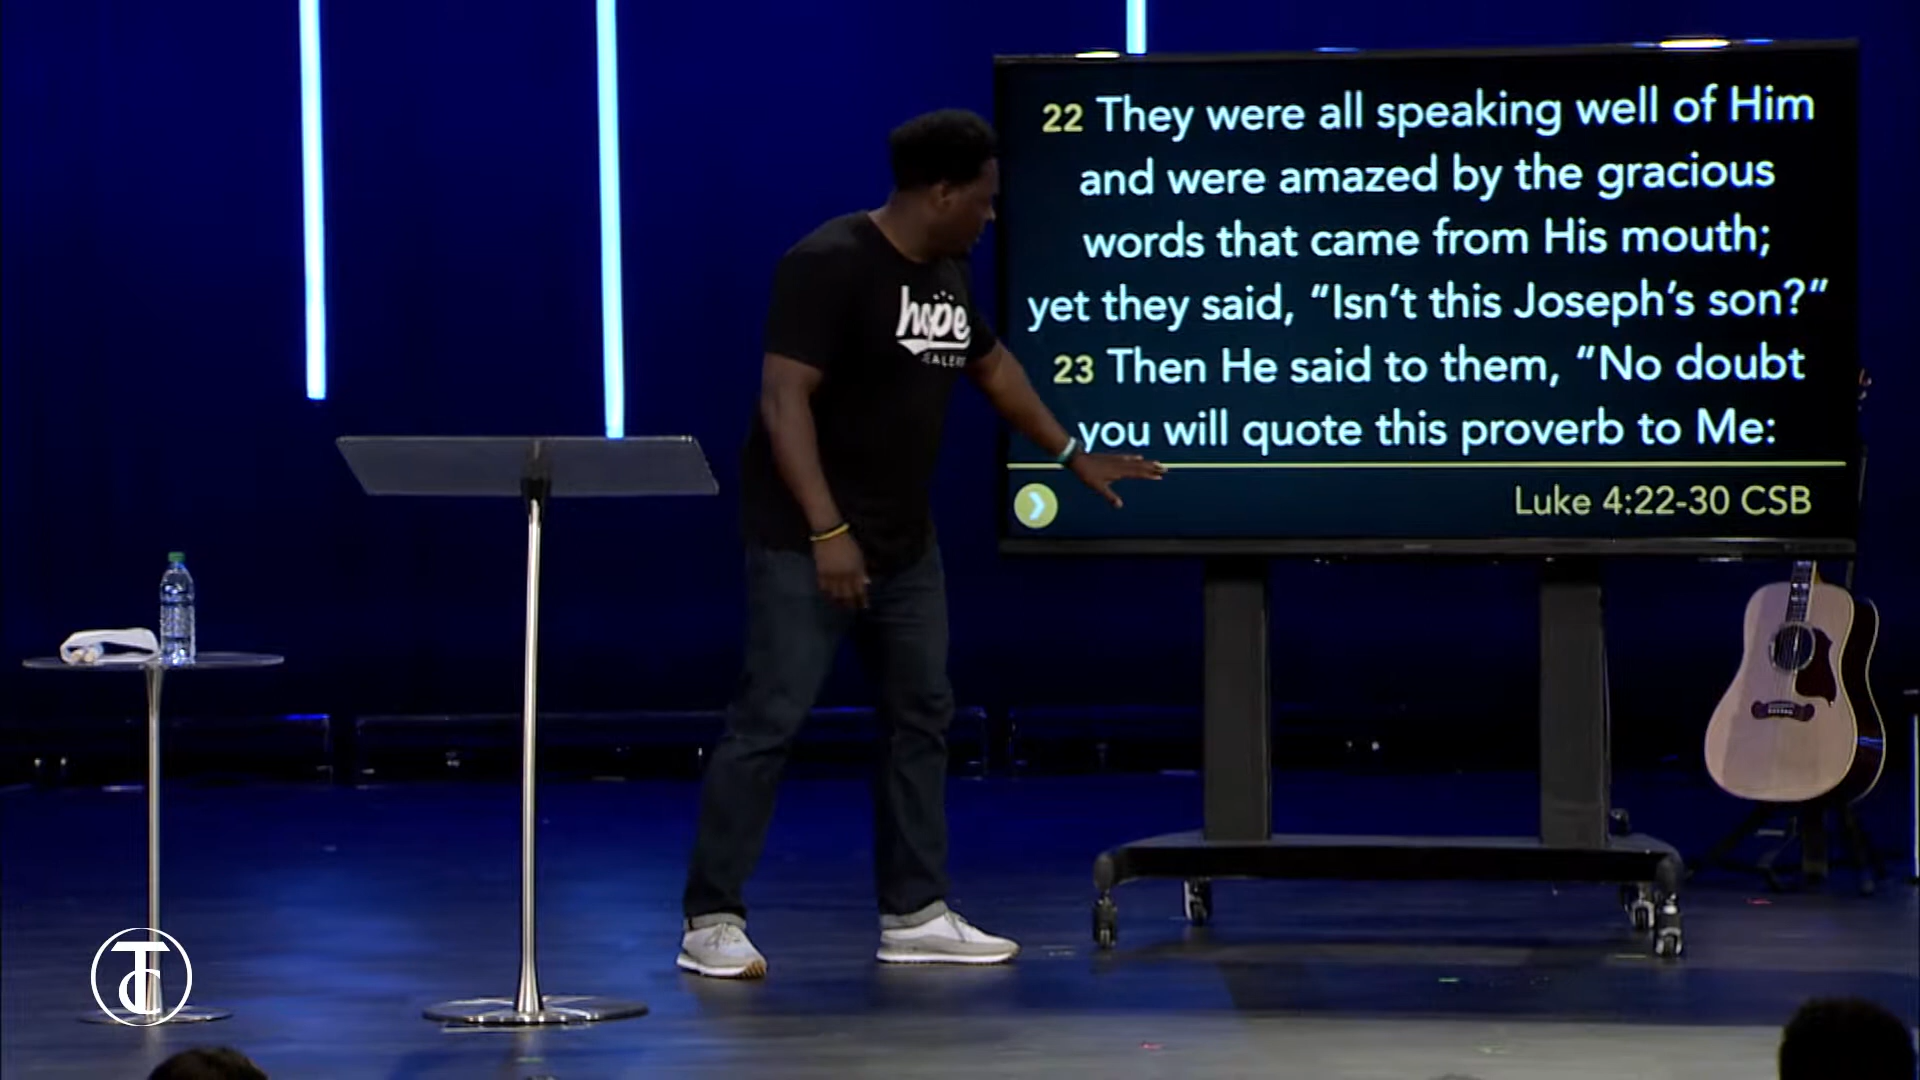 22 They were all speaking well of Him
and were amazed by the gracious
words that came from His mouth;
yet they said, “Isn’t this Joseph’s son?”
23 Then He said to them, “No doubt
you will quote this proverb to Me:
Luke 4:22-30 CSB
hope
DEALER
TC